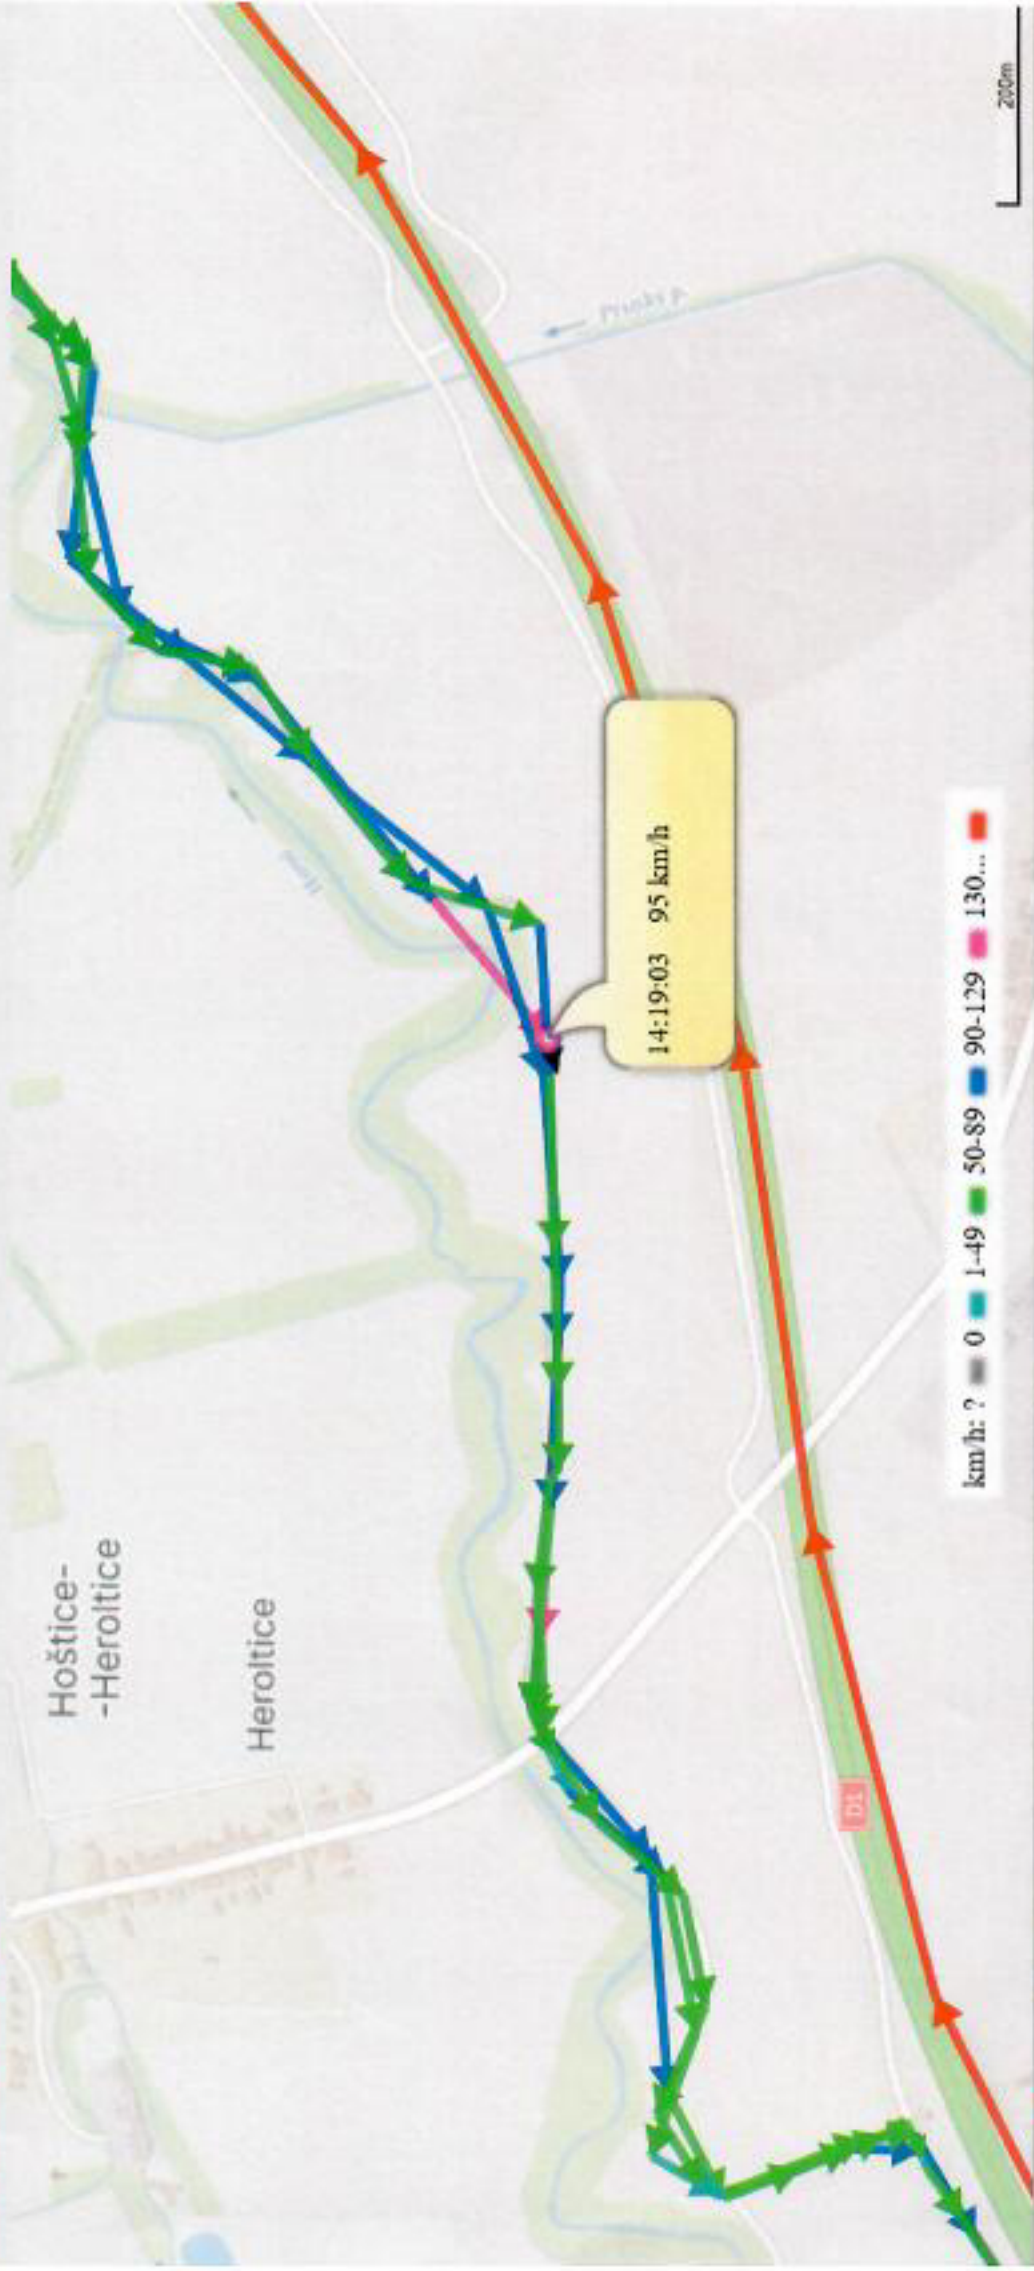 Hoštice-
-Heroltice
Heroltice
14:19:03 95 km/h
D1
km/h: ? 0 1-49 50-89 90-129 130...
200m